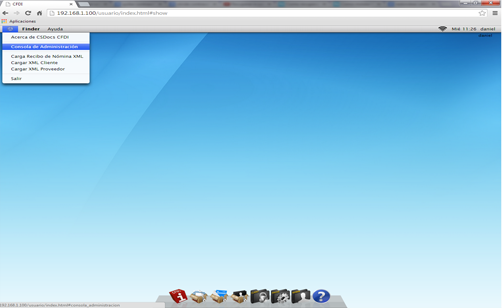 CFDI
192.168.1.100/usuario/index.html#show
Aplicaciones
Finder Ayuda
Mié 11:26 daniel
Acerca de CSDocs CFDI
Consola de Administración
Carga Recibo de Nómina XML
Cargar XML Cliente
Cargar XML Proveedor
Salir
192.168.1.100/usuario/index.html#consola_administracion